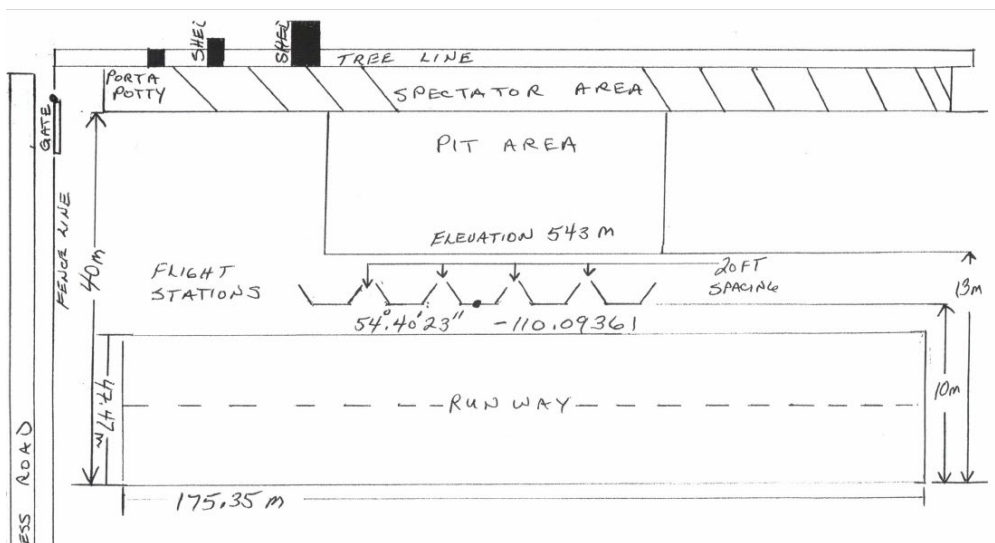 SHEL
SHEL
TREE LINE
PORTA
POTTY
SPECTATOR AREA
GATE
PIT AREA
FENCE LINE
40m
ELEVATION 543 M
FLIGHT
STATIONS
20FT
SPACING
13m
54°.40'23" -110.09361
47.47m
RUNWAY
10m
ESS ROAD
175.35 m